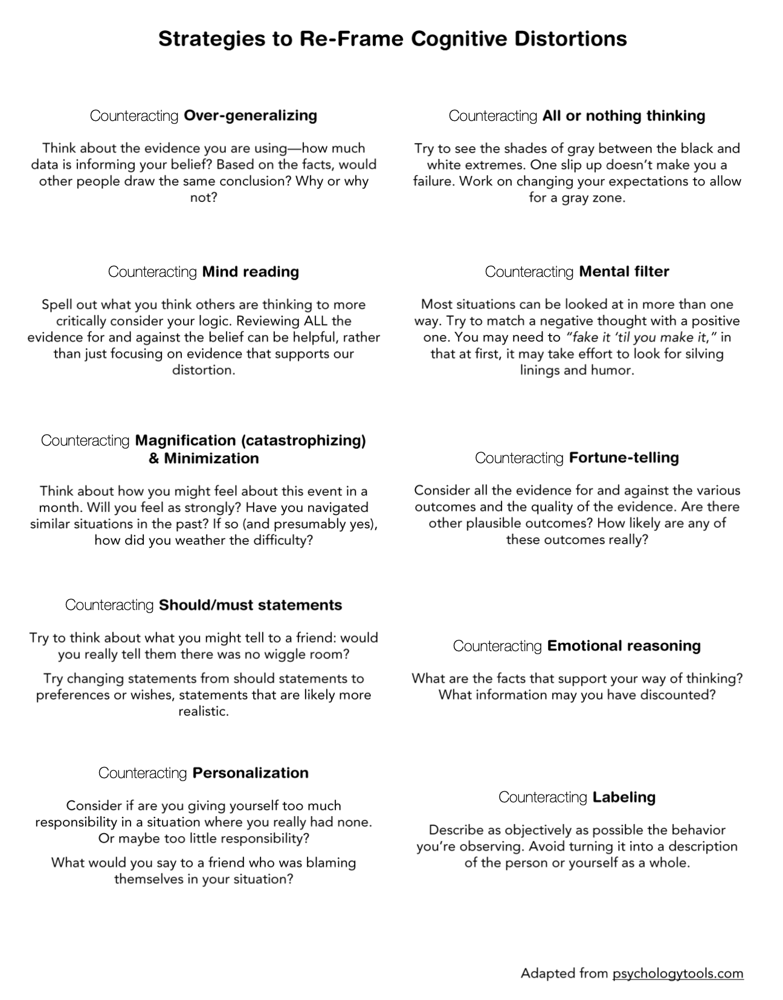 Strategies to Re-Frame Cognitive Distortions
Counteracting Over-generalizing
Think about the evidence you are using—how much
data is informing your belief? Based on the facts, would
other people draw the same conclusion? Why or why
not?
Counteracting All or nothing thinking
Try to see the shades of gray between the black and
white extremes. One slip up doesn’t make you a
failure. Work on changing your expectations to allow
for a gray zone.
Counteracting Mind reading
Spell out what you think others are thinking to more
critically consider your logic. Reviewing ALL the
evidence for and against the belief can be helpful, rather
than just focusing on evidence that supports our
distortion.
Counteracting Mental filter
Most situations can be looked at in more than one
way. Try to match a negative thought with a positive
one. You may need to “fake it ‘til you make it,” in
that at first, it may take effort to look for silving
linings and humor.
Counteracting Magnification (catastrophizing)
& Minimization
Think about how you might feel about this event in a
month. Will you feel as strongly? Have you navigated
similar situations in the past? If so (and presumably yes),
how did you weather the difficulty?
Counteracting Fortune-telling
Consider all the evidence for and against the various
outcomes and the quality of the evidence. Are there
other plausible outcomes? How likely are any of
these outcomes really?
Counteracting Should/must statements
Try to think about what you might tell to a friend: would
you really tell them there was no wiggle room?
Try changing statements from should statements to
preferences or wishes, statements that are likely more
realistic.
Counteracting Emotional reasoning
What are the facts that support your way of thinking?
What information may you have discounted?
Counteracting Personalization
Consider if are you giving yourself too much
responsibility in a situation where you really had none.
Or maybe too little responsibility?
What would you say to a friend who was blaming
themselves in your situation?
Counteracting Labeling
Describe as objectively as possible the behavior
you’re observing. Avoid turning it into a description
of the person or yourself as a whole.
Adapted from psychologytools.com